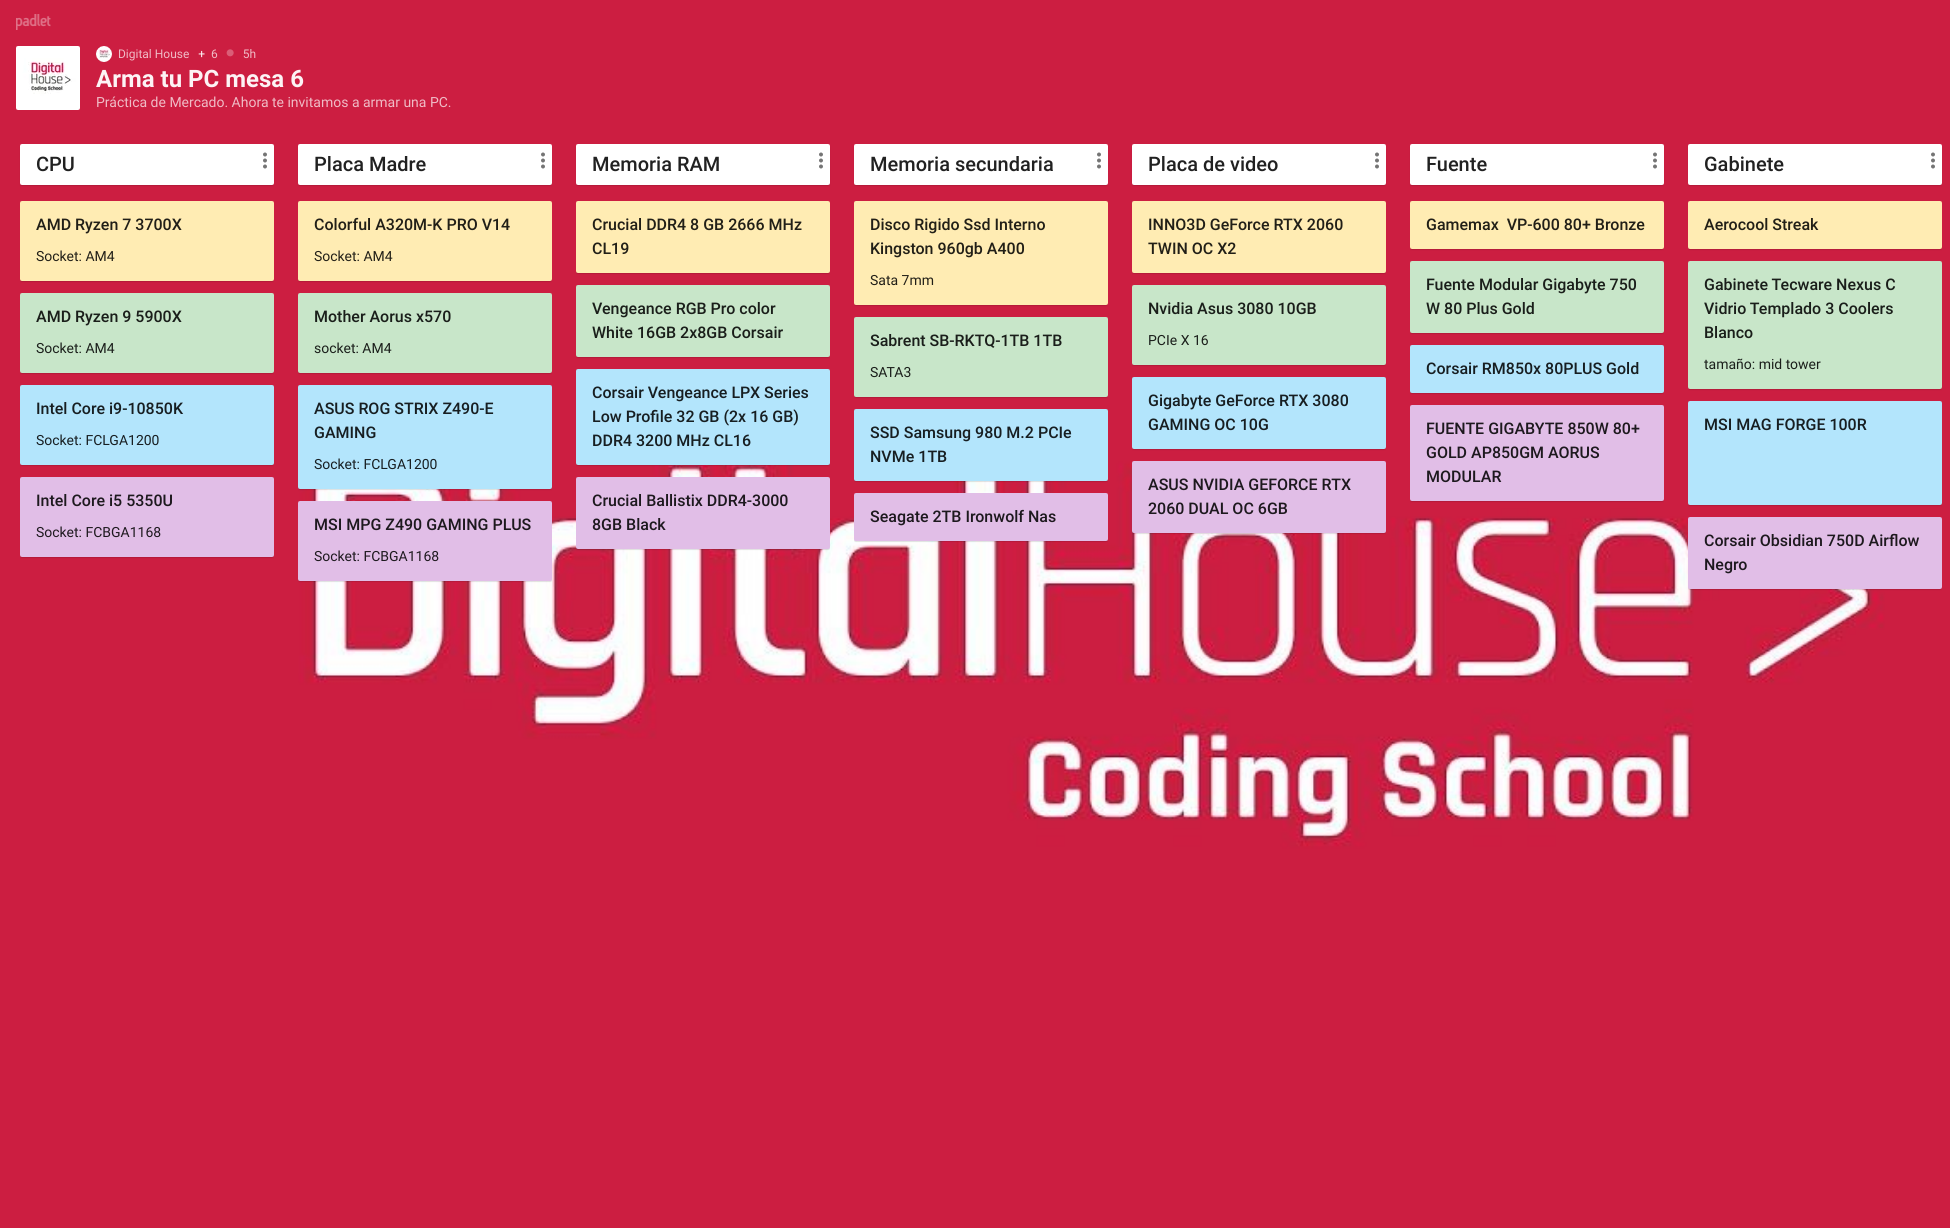 padlet
Digital
House>
Coding School
Digital House + 6 5h
Arma tu PC mesa 6
Práctica de Mercado. Ahora te invitamos a armar una PC.
CPU
AMD Ryzen 7 3700X
Socket: AM4
AMD Ryzen 9 5900X
Socket: AM4
Intel Core i9-10850K
Socket: FCLGA1200
Intel Core i5 5350U
Socket: FCBGA1168
Placa Madre
Colorful A320M-K PRO V14
Socket: AM4
Mother Aorus x570
socket: AM4
ASUS ROG STRIX Z490-E
GAMING
Socket: FCLGA1200
MSI MPG Z490 GAMING PLUS
Socket: FCBGA1168
Memoria RAM
Crucial DDR4 8 GB 2666 MHz
CL19
Vengeance RGB Pro color
White 16GB 2x8GB Corsair
Corsair Vengeance LPX Series
Low Profile 32 GB (2x 16 GB)
DDR4 3200 MHz CL16
Crucial Ballistix DDR4-3000
8GB Black
Memoria secundaria
Disco Rigido Ssd Interno
Kingston 960gb A400
Sata 7mm
Sabrent SB-RKTQ-1TB 1TB
SATA3
SSD Samsung 980 M.2 PCIe
NVMe 1TB
Seagate 2TB Ironwolf Nas
Placa de video
INNO3D GeForce RTX 2060
TWIN OC X2
Nvidia Asus 3080 10GB
PCIe X 16
Gigabyte GeForce RTX 3080
GAMING OC 10G
ASUS NVIDIA GEFORCE RTX
2060 DUAL OC 6GB
Fuente
Gamemax VP-600 80+ Bronze
Fuente Modular Gigabyte 750
W 80 Plus Gold
Corsair RM850x 80PLUS Gold
FUENTE GIGABYTE 850W 80+
GOLD AP850GM AORUS
MODULAR
Gabinete
Aerocool Streak
Gabinete Tecware Nexus C
Vidrio Templado 3 Coolers
Blanco
tamaño: mid tower
MSI MAG FORGE 100R
Corsair Obsidian 750D Airflow
Negro
DigitalHouse>
Coding School